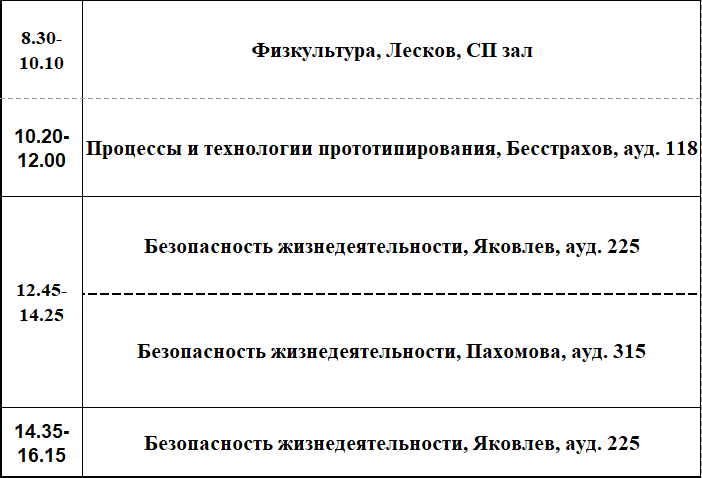 8.30-
10.10
Физкультура, Лесков, СП зал
10.20-
12.00
Процессы и технологии прототипирования, Бесстрахов, ауд. 118
12.45-
14.25
Безопасность жизнедеятельности, Яковлев, ауд. 225
Безопасность жизнедеятельности, Пахомова, ауд. 315
14.35-
16.15
Безопасность жизнедеятельности, Яковлев, ауд. 225